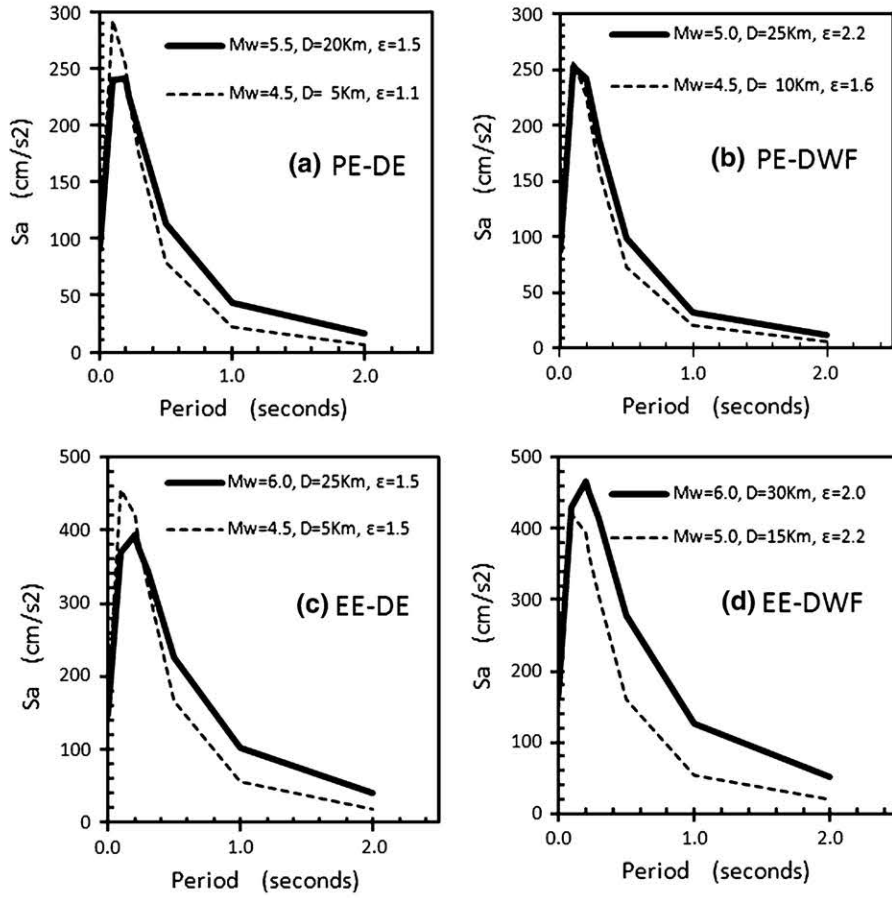 300
250
200
150
100
50
0
Sa (cm/s2)
Mw=5.5, D=20Km, ε=1.5
Mw=4.5, D= 5Km, ε=1.1
(a) PE-DE
0.0 1.0 2.0
Period (seconds)
300
250
200
150
100
50
0
Sa (cm/s2)
Mw=5.0, D=25Km, ε=2.2
Mw=4.5, D= 10Km, ε=1.6
(b) PE-DWF
0.0 1.0 2.0
Period (seconds)
500
400
300
200
100
0
Sa (cm/s2)
Mw=6.0, D=25Km, ε=1.5
Mw=4.5, D=5Km, ε=1.5
(c) EE-DE
0.0 1.0 2.0
Period (seconds)
500
400
300
200
100
0
Sa (cm/s2)
Mw=6.0, D=30Km, ε=2.0
Mw=5.0, D=15Km, ε=2.2
(d) EE-DWF
0.0 1.0 2.0
Period (seconds)